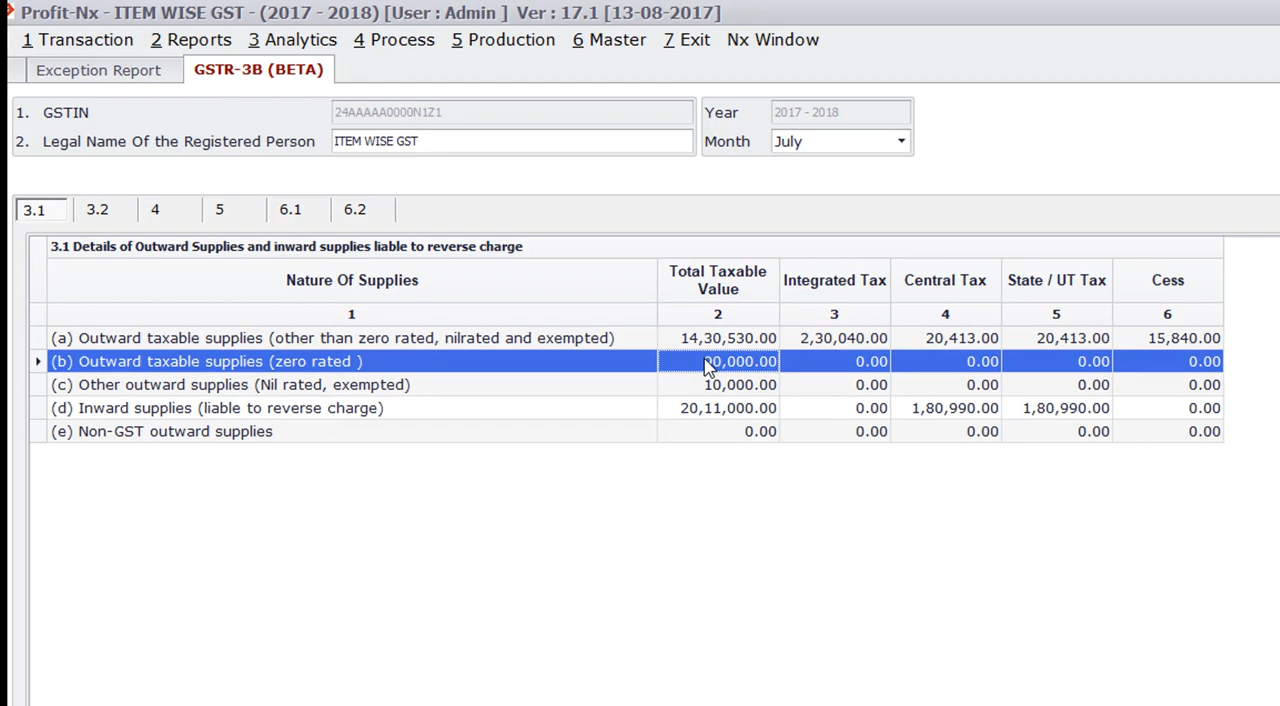 Profit-Nx - ITEM WISE GST - (2017 - 2018) [User : Admin ] Ver : 17.1 [13-08-2017]
1 Transaction 2 Reports 3 Analytics 4 Process 5 Production 6 Master 7 Exit Nx Window
Exception Report GSTR-3B (BETA)
1. GSTIN 24AAAAA0000N1Z1 Year 2017 - 2018
2. Legal Name Of the Registered Person ITEM WISE GST Month July
3.1 3.2 4 5 6.1 6.2
3.1 Details of Outward Supplies and inward supplies liable to reverse charge
Nature Of Supplies Total Taxable Value Integrated Tax Central Tax State / UT Tax Cess
1 2 3 4 5 6
(a) Outward taxable supplies (other than zero rated, nilrated and exempted) 14,30,530.00 2,30,040.00 20,413.00 20,413.00 15,840.00
(b) Outward taxable supplies (zero rated ) 0.00 0.00 0.00 0.00
(c) Other outward supplies (Nil rated, exempted) 10,000.00 0.00 0.00 0.00 0.00
(d) Inward supplies (liable to reverse charge) 20,11,000.00 0.00 1,80,990.00 1,80,990.00 0.00
(e) Non-GST outward supplies 0.00 0.00 0.00 0.00 0.00